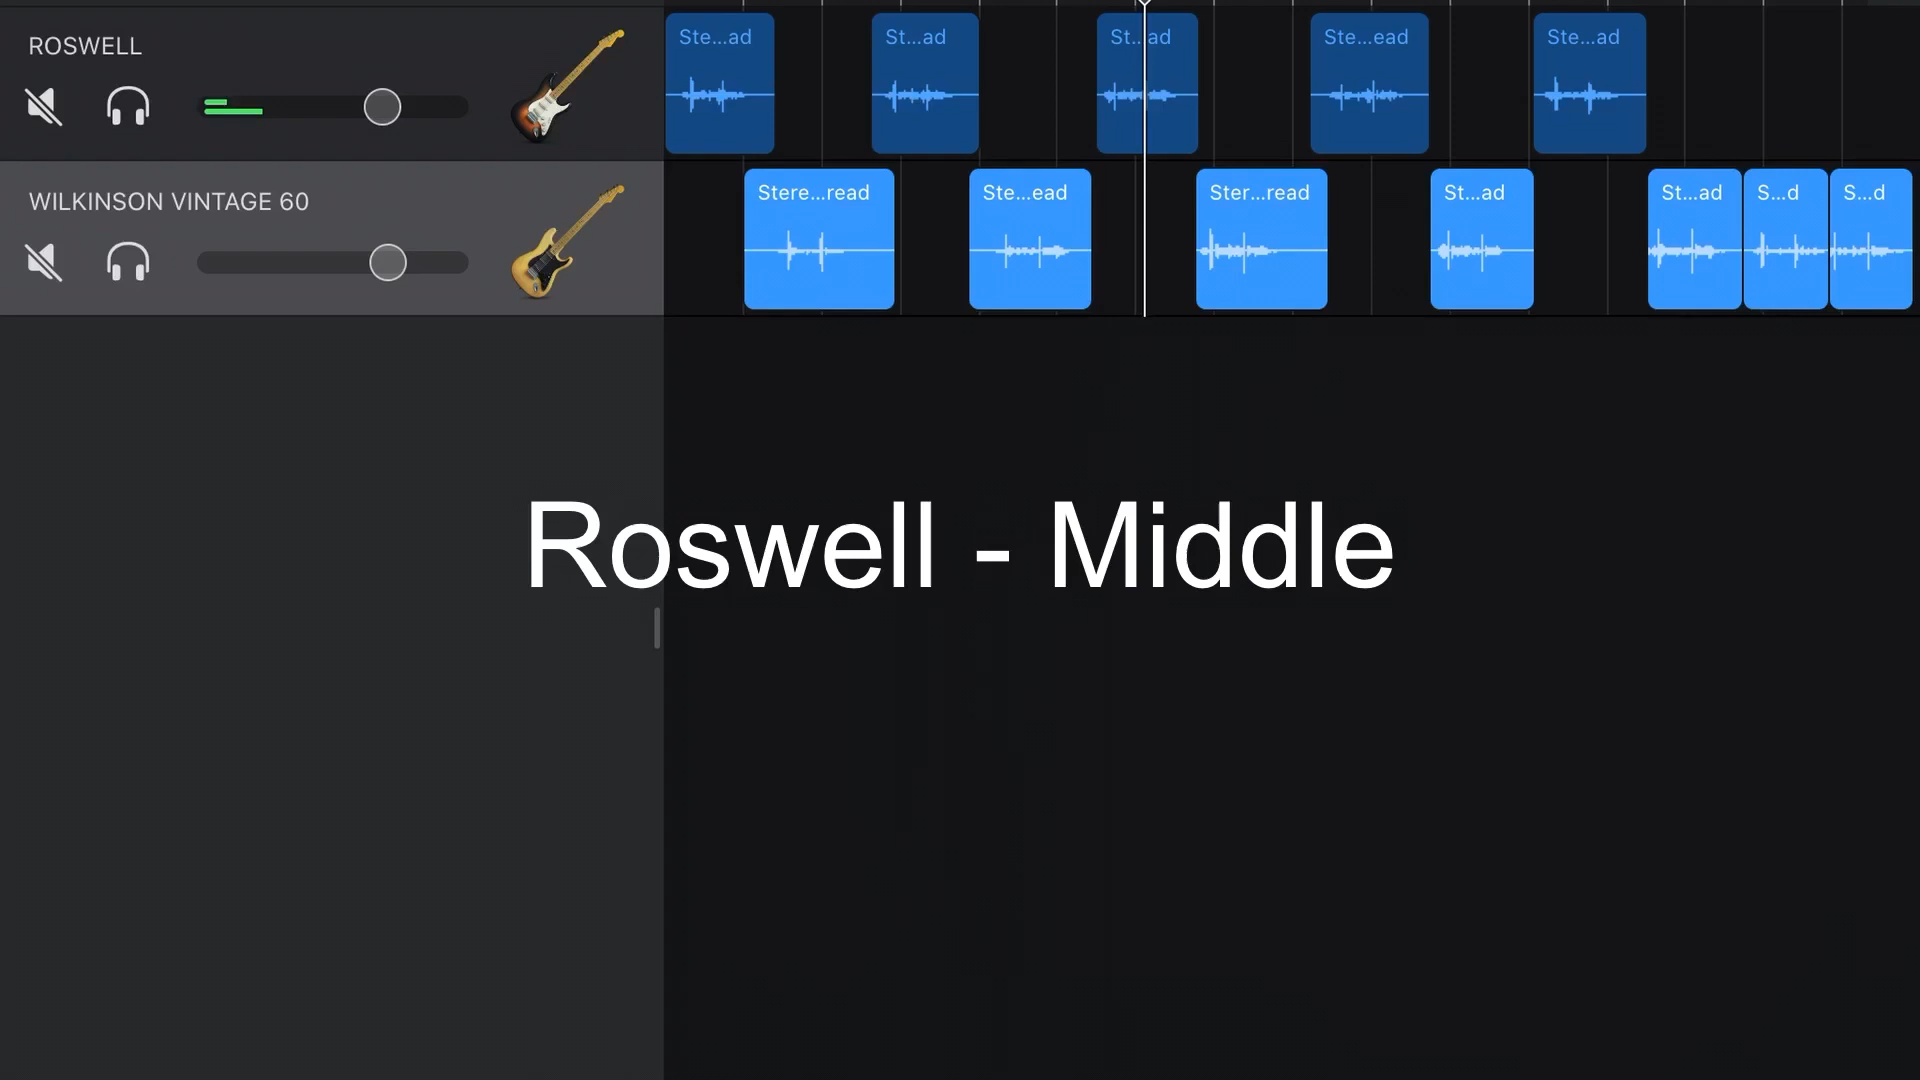 ROSWELL
Ste...ad
St...ad
St...ad
Ste...ead
Ste...ad
WILKINSON VINTAGE 60
Stere...read
Ste...ead
Ster...read
St...ad
St...ad
S...d
S...d
Roswell - Middle